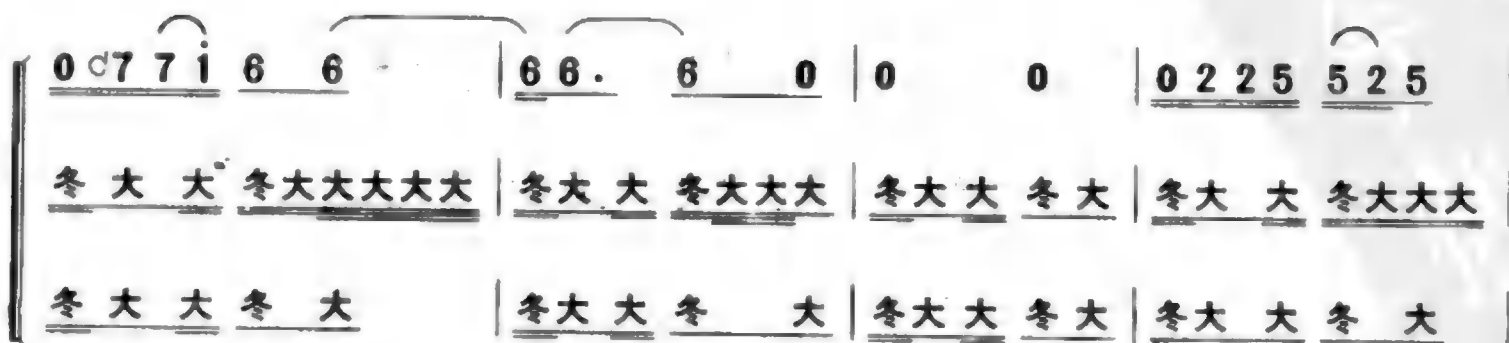 0 d7 7 i 6 6 | 6 6. 6 0 | 0 0 | 0 2 2 5 5 2 5
冬 大 大 冬大大大大大 | 冬大 大 冬大大大 | 冬大大 冬大 | 冬大 大 冬大大大
冬 大 大 冬 大 | 冬大大 冬 大 | 冬大大 冬大 | 冬大 大 冬 大